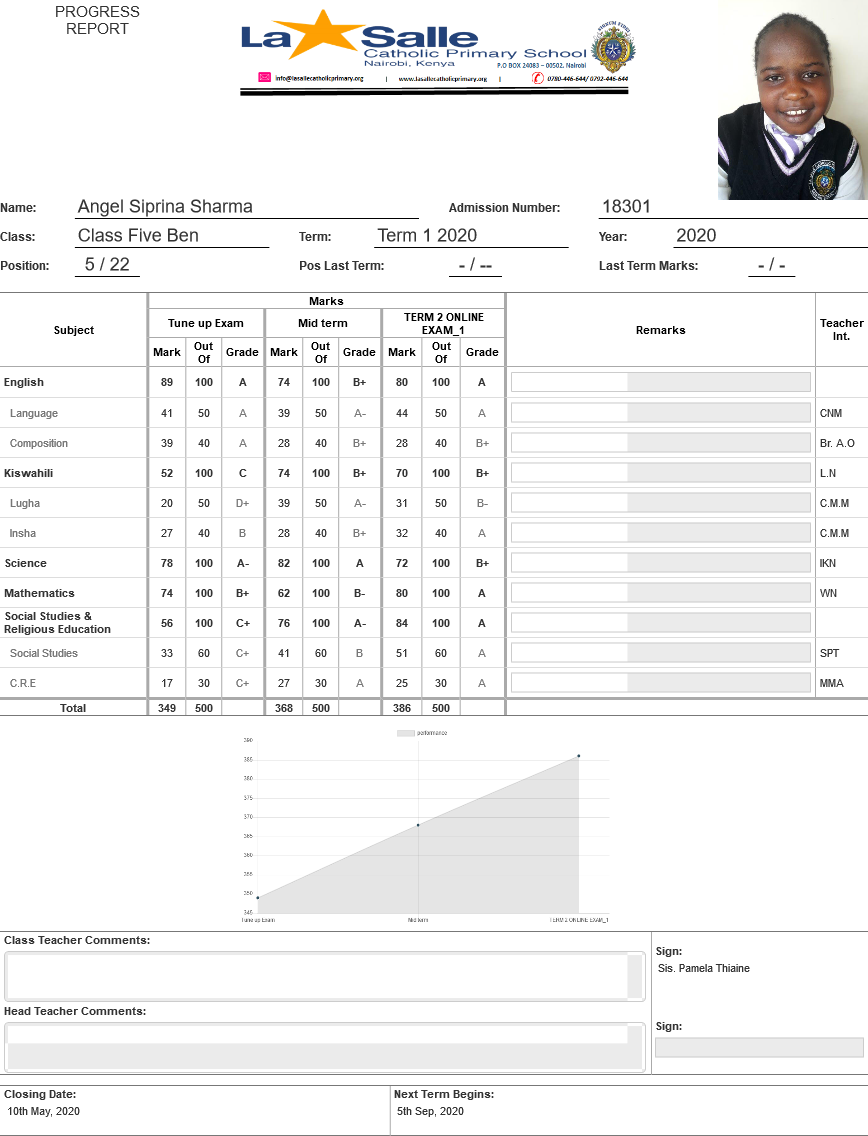 PROGRESS
REPORT
La Salle
Catholic Primary School
Nairobi, Kenya
P.O BOX 24083 – 00502, Nairobi
info@lasallecatholicprimary.org | www.lasallecatholicprimary.org | 0780-446-644/ 0792-446-644
Name: Angel Siprina Sharma Admission Number: 18301
Class: Class Five Ben Term: Term 1 2020 Year: 2020
Position: 5 / 22 Pos Last Term: - / -- Last Term Marks: - / -
Marks
Subject Tune up Exam Mid term TERM 2 ONLINE EXAM_1 Remarks Teacher Int.
Mark Out Of Grade Mark Out Of Grade Mark Out Of Grade
English 89 100 A 74 100 B+ 80 100 A
Language 41 50 A 39 50 A- 44 50 A CNM
Composition 39 40 A 28 40 B+ 28 40 B+ Br. A.O
Kiswahili 52 100 C 74 100 B+ 70 100 B+ L.N
Lugha 20 50 D+ 39 50 A- 31 50 B- C.M.M
Insha 27 40 B 28 40 B+ 32 40 A C.M.M
Science 78 100 A- 82 100 A 72 100 B+ IKN
Mathematics 74 100 B+ 62 100 B- 80 100 A WN
Social Studies & Religious Education 56 100 C+ 76 100 A- 84 100 A
Social Studies 33 60 C+ 41 60 B 51 60 A SPT
C.R.E 17 30 C+ 27 30 A 25 30 A MMA
Total 349 500 368 500 386 500
performance
390
385
380
375
370
365
360
355
350
345
Tune up Exam Mid term TERM 2 ONLINE EXAM_1
Class Teacher Comments:
Sign:
Sis. Pamela Thiaine
Head Teacher Comments:
Sign:
Closing Date: Next Term Begins:
10th May, 2020 5th Sep, 2020